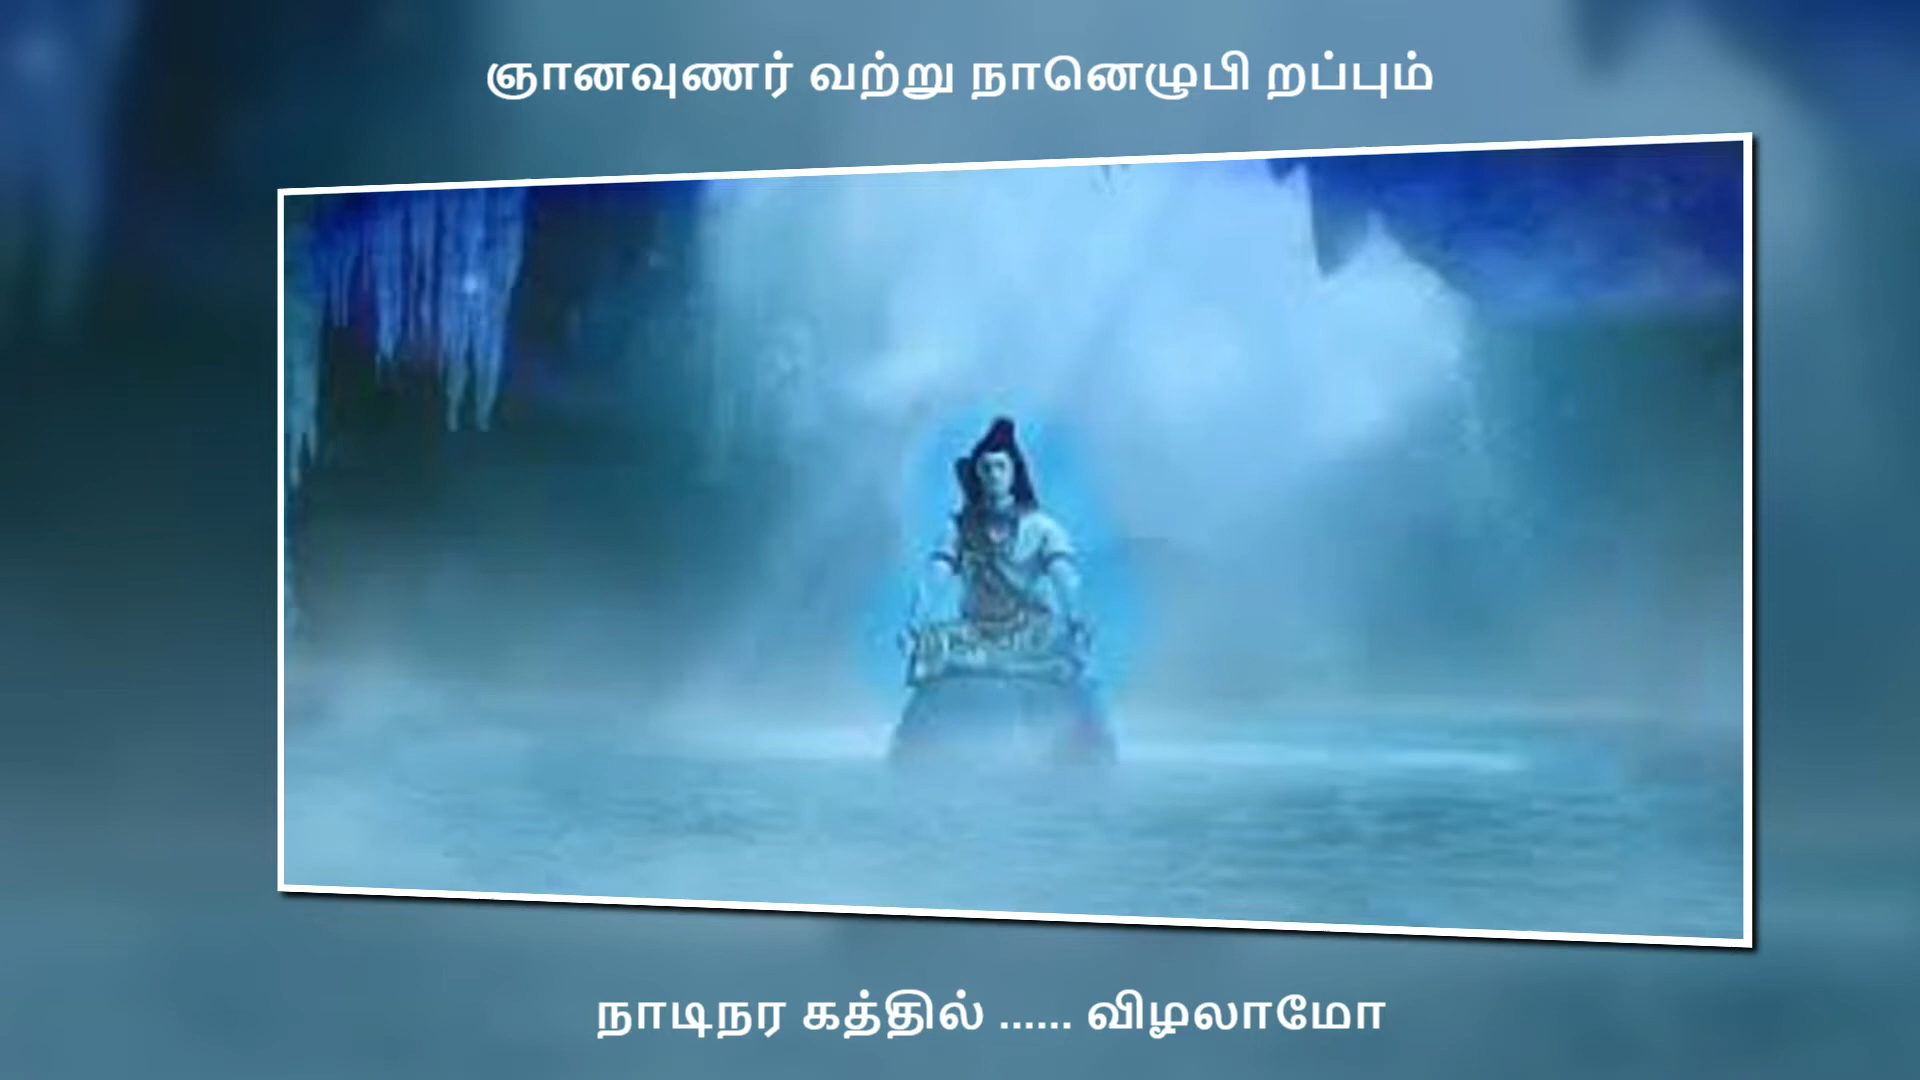 ஞானவுணர் வற்று நானெழுபி றப்பும்
நாடிநர கத்தில் ...... விழலாமோ